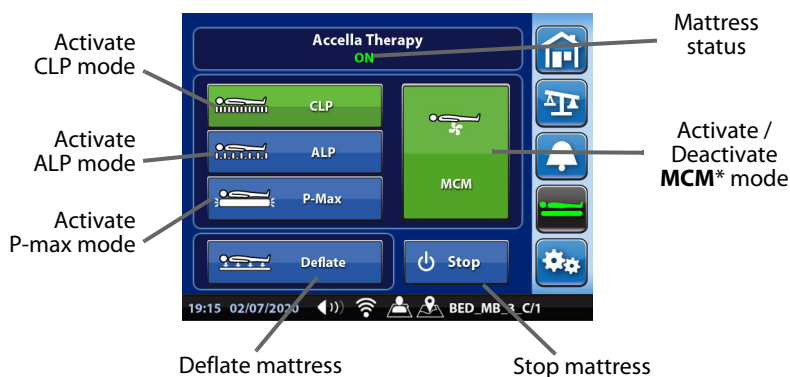 Mattress
status
Activate
CLP mode
Accella Therapy
ON
CLP
Activate
ALP mode
ALP
Activate /
Deactivate
MCM* mode
MCM
Activate
P-max mode
P-Max
Deflate
Stop
19:15 02/07/2020 BED_MB_3_C/1
Deflate mattress
Stop mattress